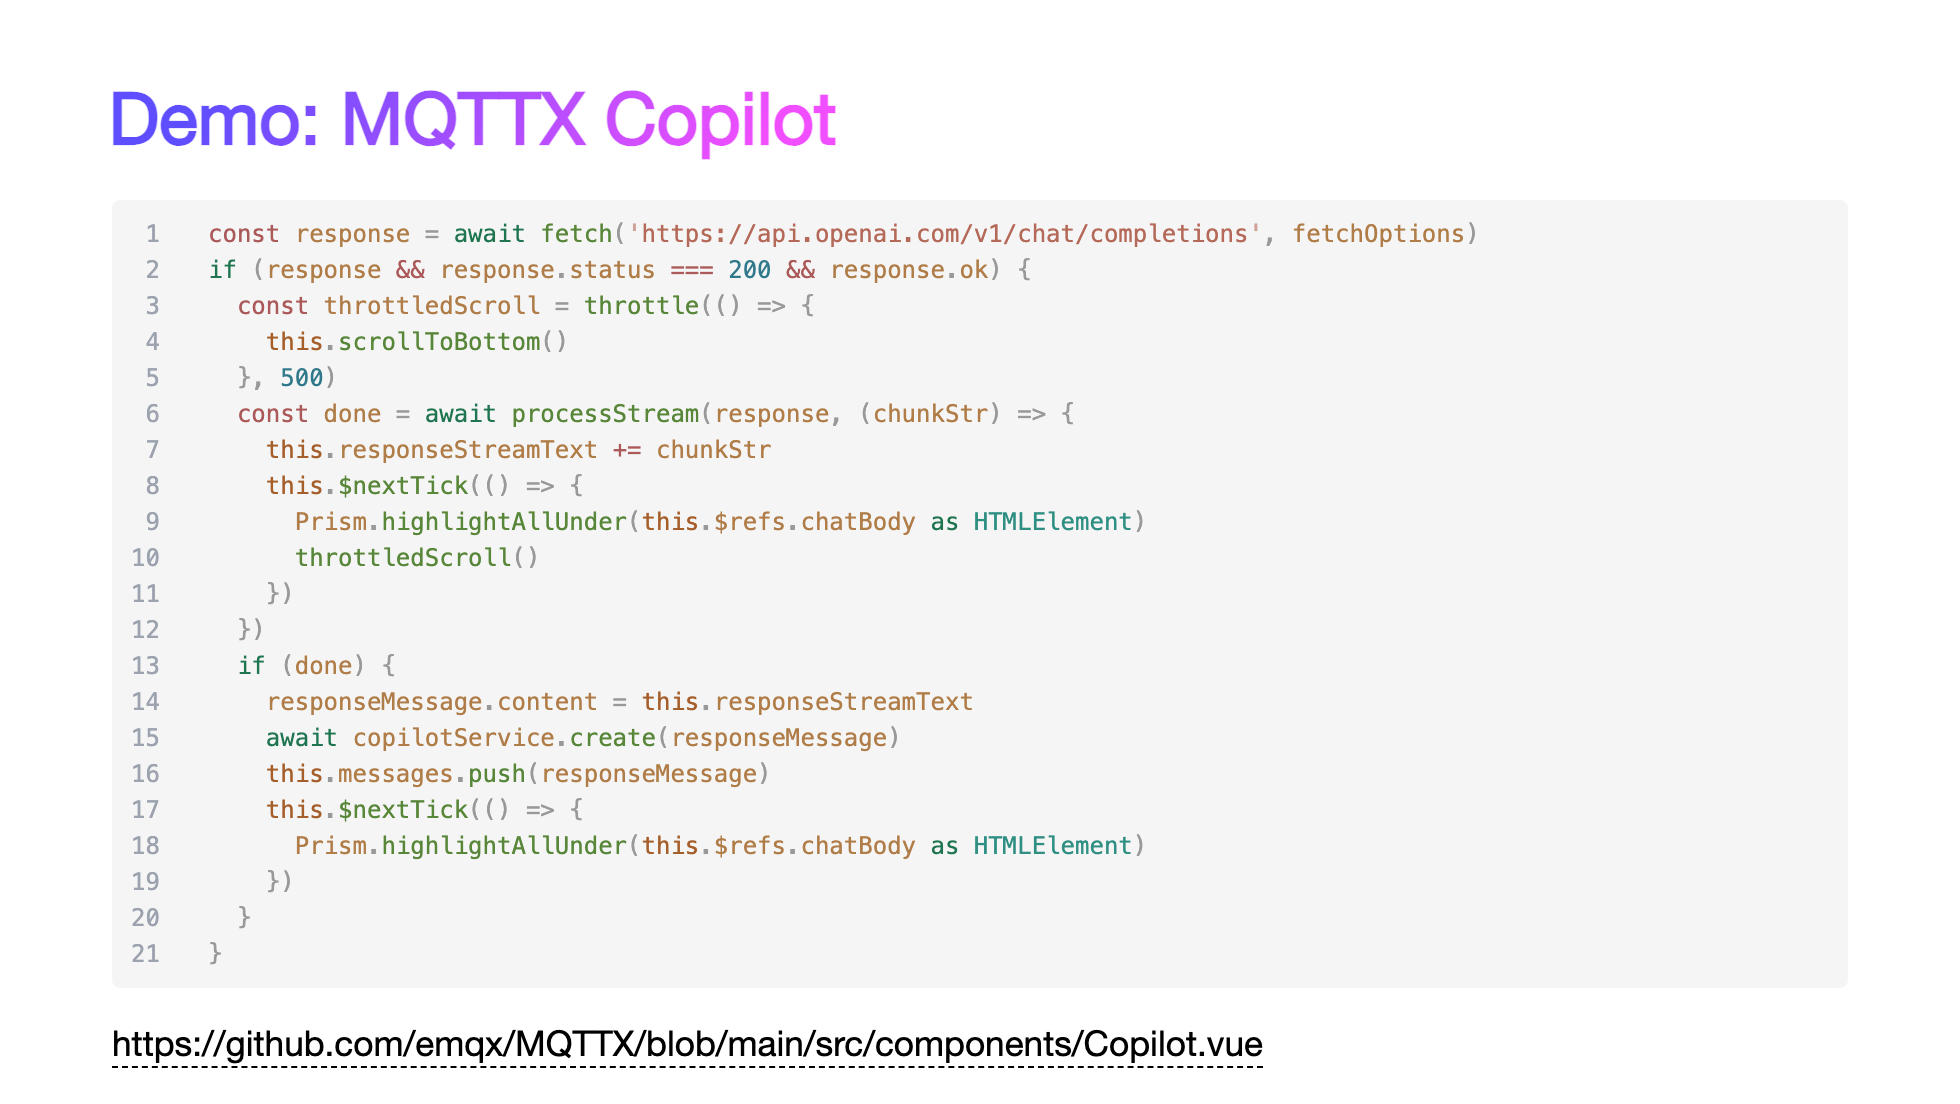 Demo: MQTTX Copilot
1 const response = await fetch('https://api.openai.com/v1/chat/completions', fetchOptions)
2 if (response && response.status === 200 && response.ok) {
3   const throttledScroll = throttle(() => {
4     this.scrollToBottom()
5   }, 500)
6   const done = await processStream(response, (chunkStr) => {
7     this.responseStreamText += chunkStr
8     this.$nextTick(() => {
9       Prism.highlightAllUnder(this.$refs.chatBody as HTMLElement)
10       throttledScroll()
11     })
12   })
13   if (done) {
14     responseMessage.content = this.responseStreamText
15     await copilotService.create(responseMessage)
16     this.messages.push(responseMessage)
17     this.$nextTick(() => {
18       Prism.highlightAllUnder(this.$refs.chatBody as HTMLElement)
19     })
20   }
21 }
https://github.com/emqx/MQTTX/blob/main/src/components/Copilot.vue